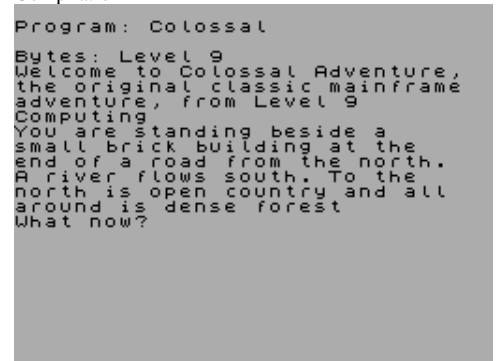 Program: Colossal
Bytes: Level 9
Welcome to Colossal Adventure,
the original classic mainframe
adventure, from Level 9
Computing
You are standing beside a
small brick building at the
end of a road from the north.
A river flows south. To the
north is open country and all
around is dense forest
What now?